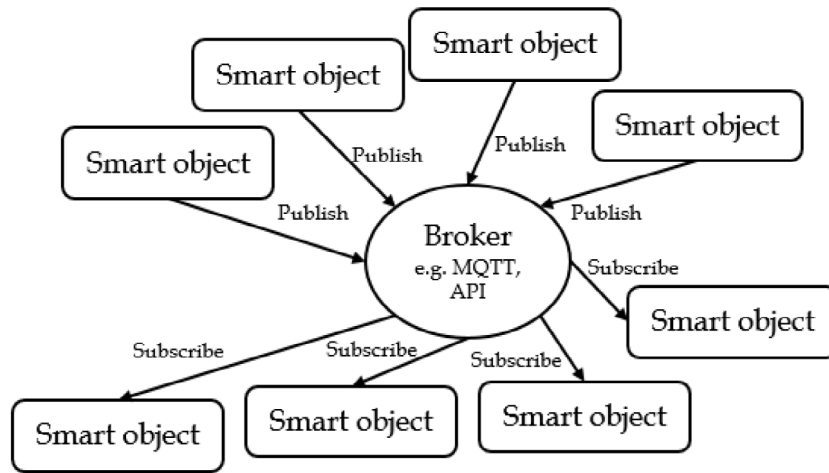 Smart object
Smart object
Smart object
Smart object
Publish
Publish
Publish
Publish
Broker
e.g. MQTT,
API
Subscribe
Smart object
Subscribe
Subscribe
Subscribe
Smart object
Smart object
Smart object